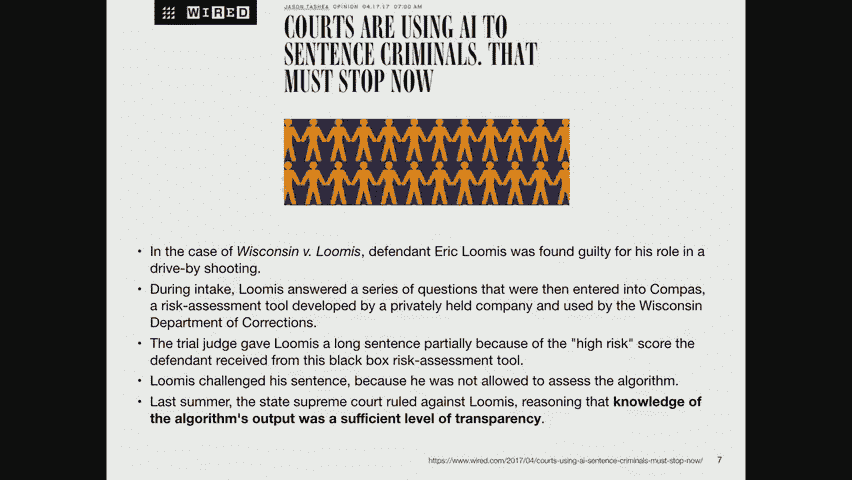 WIRED
JASON TASHEA OPINION 04.17.17 07:00 AM
COURTS ARE USING AI TO
SENTENCE CRIMINALS. THAT
MUST STOP NOW
• In the case of Wisconsin v. Loomis, defendant Eric Loomis was found guilty for his role in a
drive-by shooting.
• During intake, Loomis answered a series of questions that were then entered into Compas,
a risk-assessment tool developed by a privately held company and used by the Wisconsin
Department of Corrections.
• The trial judge gave Loomis a long sentence partially because of the "high risk" score the
defendant received from this black box risk-assessment tool.
• Loomis challenged his sentence, because he was not allowed to assess the algorithm.
• Last summer, the state supreme court ruled against Loomis, reasoning that knowledge of
the algorithm's output was a sufficient level of transparency.
https://www.wired.com/2017/04/courts-using-ai-sentence-criminals-must-stop-now/ 7